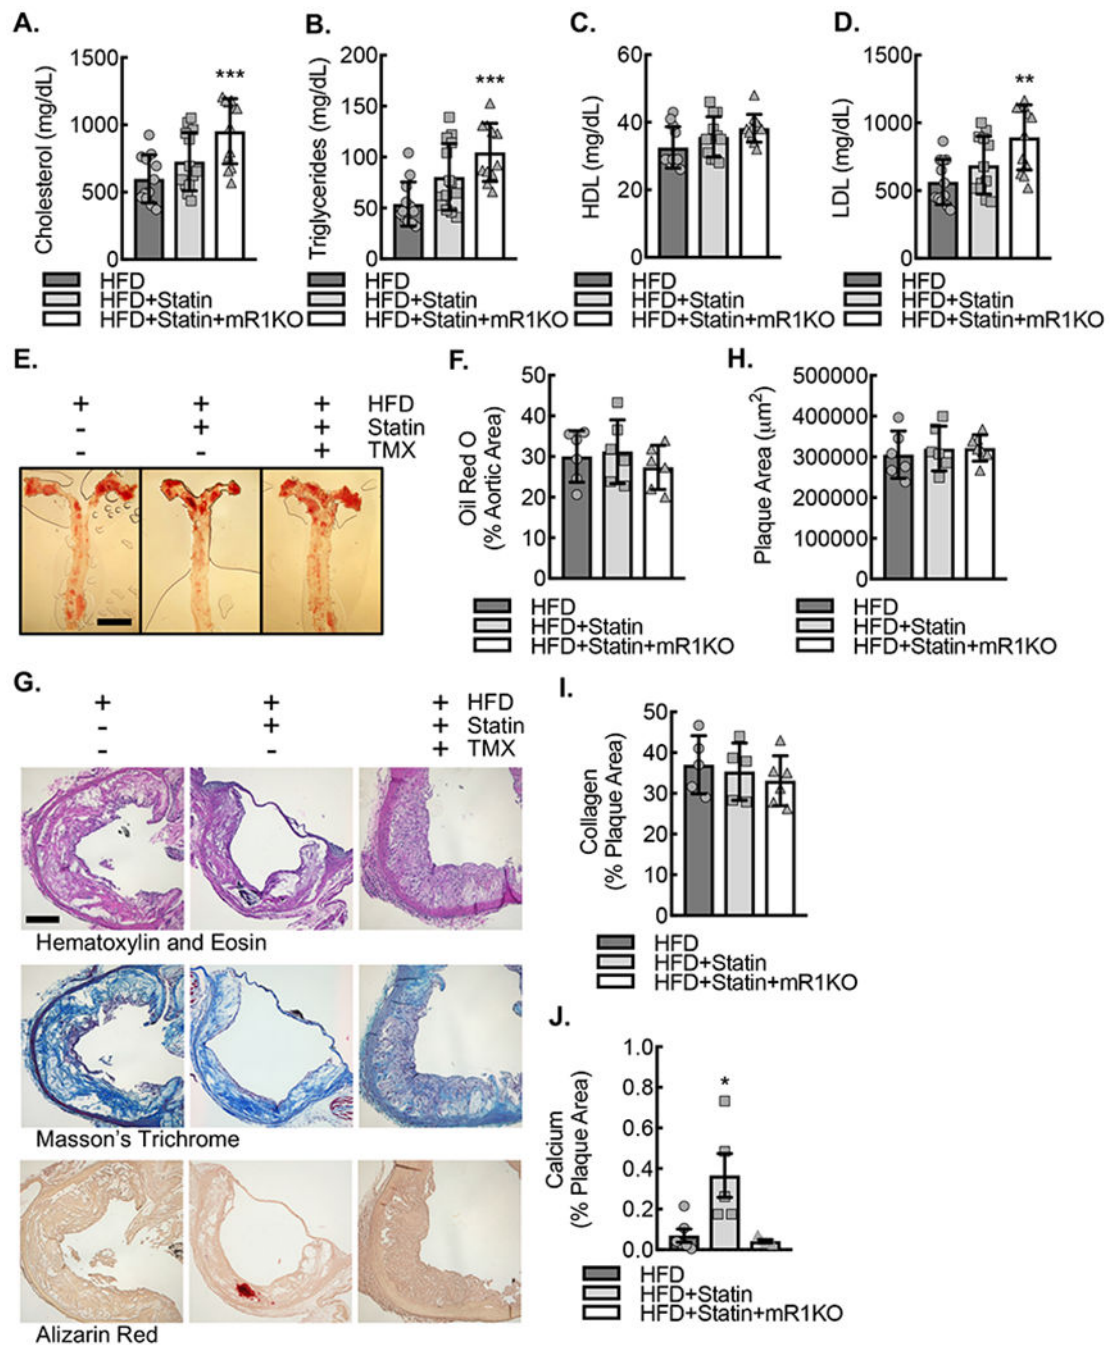 A.
Cholesterol (mg/dL)
1500
1000
500
0
***
HFD
HFD+Statin
HFD+Statin+mR1KO
B.
Triglycerides (mg/dL)
200
150
100
50
0
***
HFD
HFD+Statin
HFD+Statin+mR1KO
C.
HDL (mg/dL)
60
40
20
0
HFD
HFD+Statin
HFD+Statin+mR1KO
D.
LDL (mg/dL)
1500
1000
500
0
**
HFD
HFD+Statin
HFD+Statin+mR1KO
E.
+ + + HFD
- + + Statin
- - + TMX
F.
Oil Red O
(% Aortic Area)
50
40
30
20
10
0
HFD
HFD+Statin
HFD+Statin+mR1KO
H.
Plaque Area (μm²)
500000
400000
300000
200000
100000
0
HFD
HFD+Statin
HFD+Statin+mR1KO
G.
+ + + HFD
- + + Statin
- - + TMX
Hematoxylin and Eosin
Masson's Trichrome
Alizarin Red
I.
Collagen
(% Plaque Area)
50
40
30
20
10
0
HFD
HFD+Statin
HFD+Statin+mR1KO
J.
Calcium
(% Plaque Area)
1.0
0.8
0.6
0.4
0.2
0.0
*
HFD
HFD+Statin
HFD+Statin+mR1KO